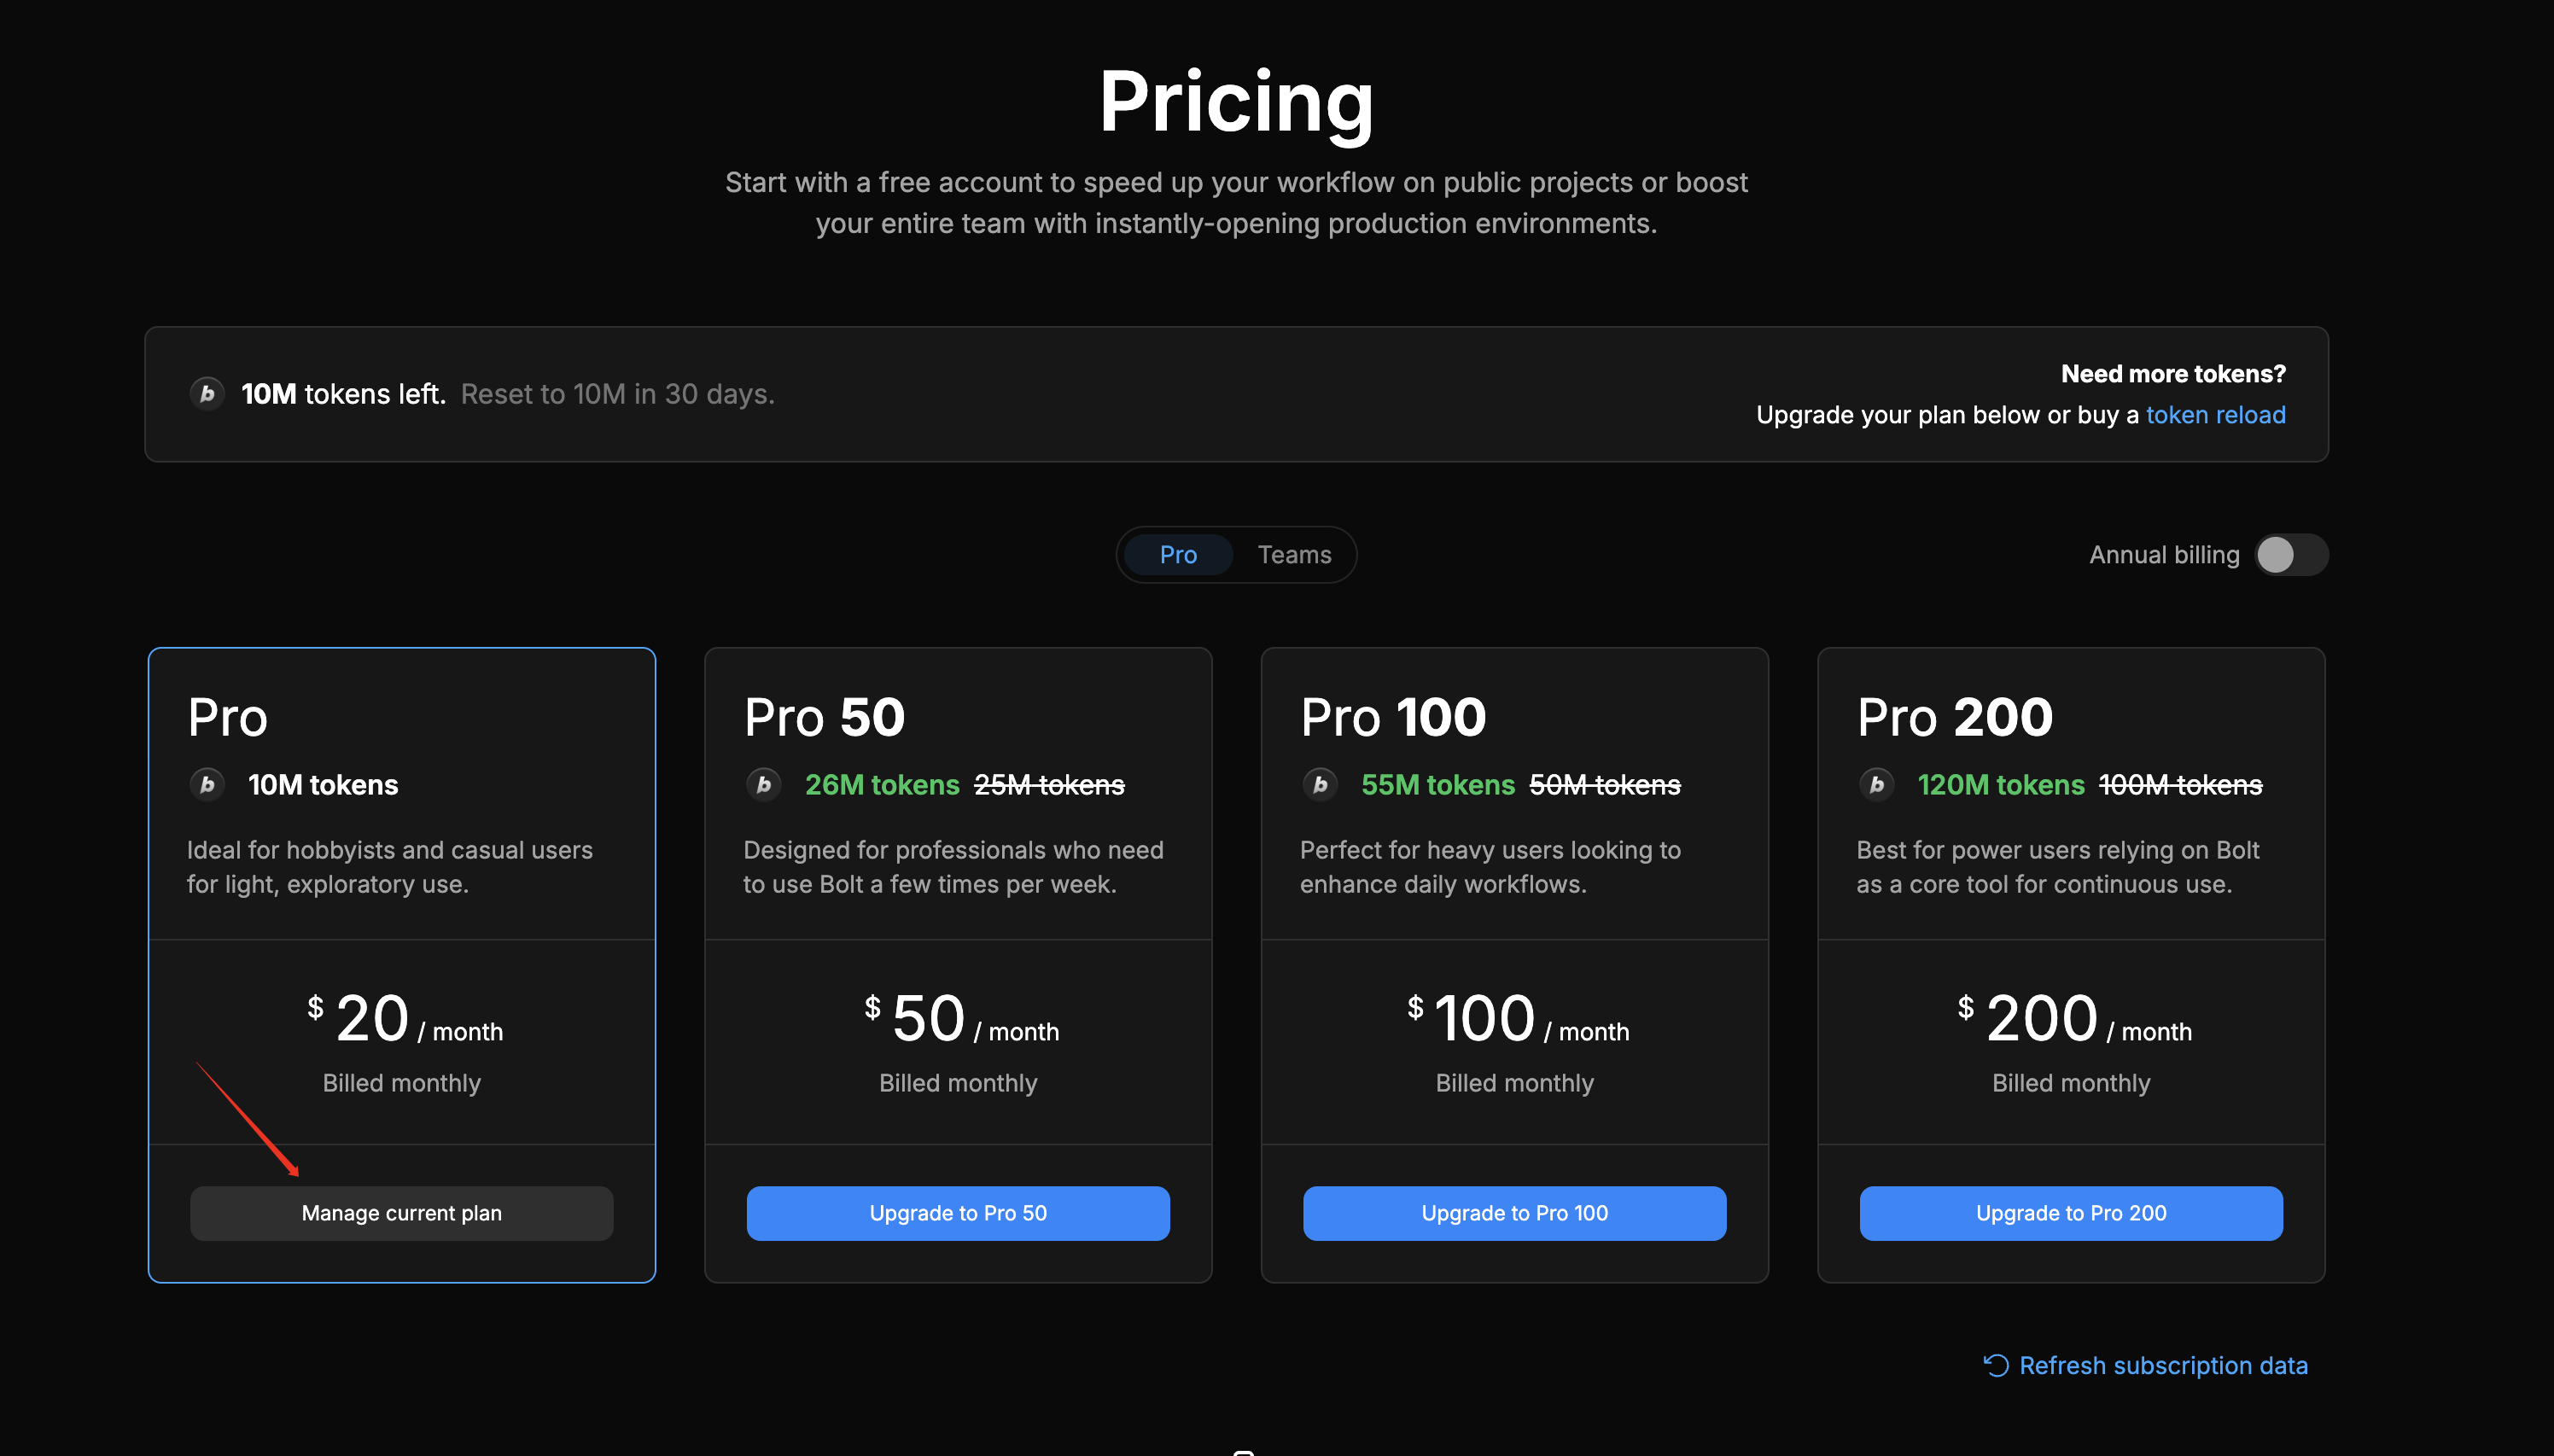 Pricing
Start with a free account to speed up your workflow on public projects or boost
your entire team with instantly-opening production environments.
b 10M tokens left. Reset to 10M in 30 days.
Need more tokens?
Upgrade your plan below or buy a token reload
Pro Teams
Annual billing
Pro
b 10M tokens
Ideal for hobbyists and casual users
for light, exploratory use.
$ 20 / month
Billed monthly
Manage current plan
Pro 50
b 26M tokens 25M tokens
Designed for professionals who need
to use Bolt a few times per week.
$ 50 / month
Billed monthly
Upgrade to Pro 50
Pro 100
b 55M tokens 50M tokens
Perfect for heavy users looking to
enhance daily workflows.
$ 100 / month
Billed monthly
Upgrade to Pro 100
Pro 200
b 120M tokens 100M tokens
Best for power users relying on Bolt
as a core tool for continuous use.
$ 200 / month
Billed monthly
Upgrade to Pro 200
Refresh subscription data